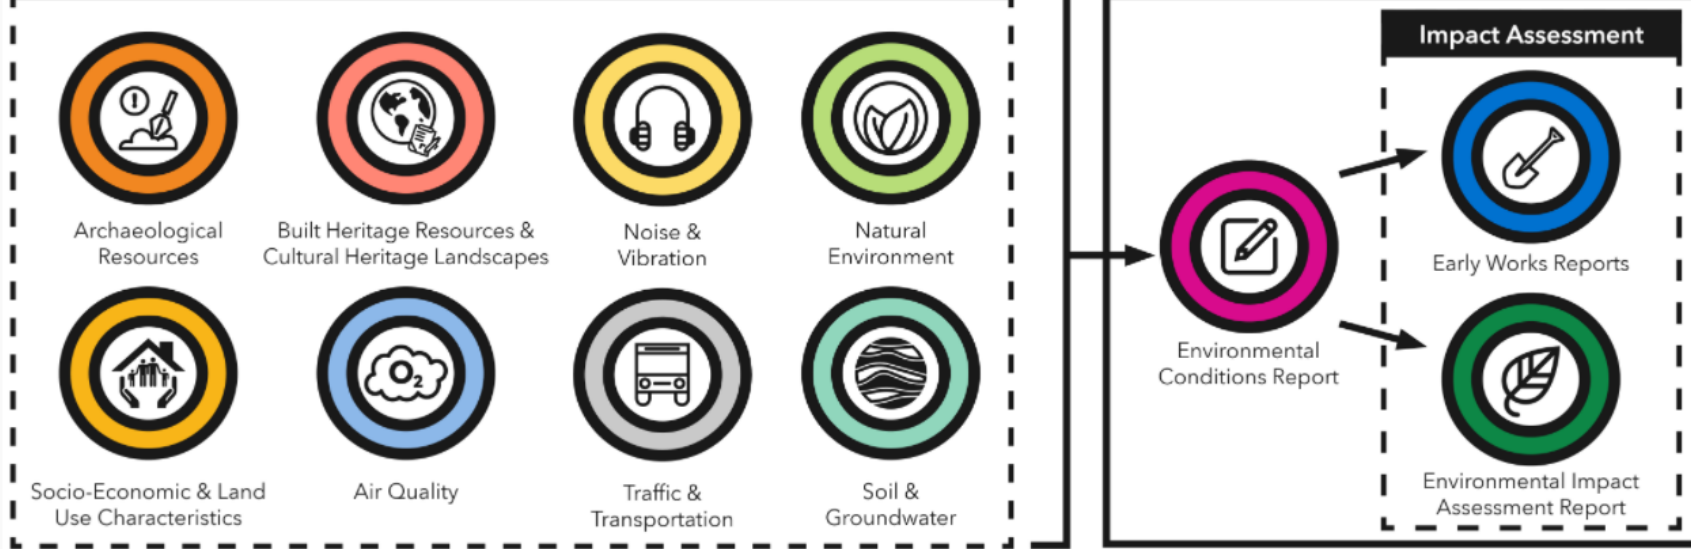 Impact Assessment
Archaeological
Resources
Built Heritage Resources &
Cultural Heritage Landscapes
Noise &
Vibration
Natural
Environment
Socio-Economic & Land
Use Characteristics
O2
Air Quality
Traffic &
Transportation
Soil &
Groundwater
Environmental
Conditions Report
Early Works Reports
Environmental Impact
Assessment Report